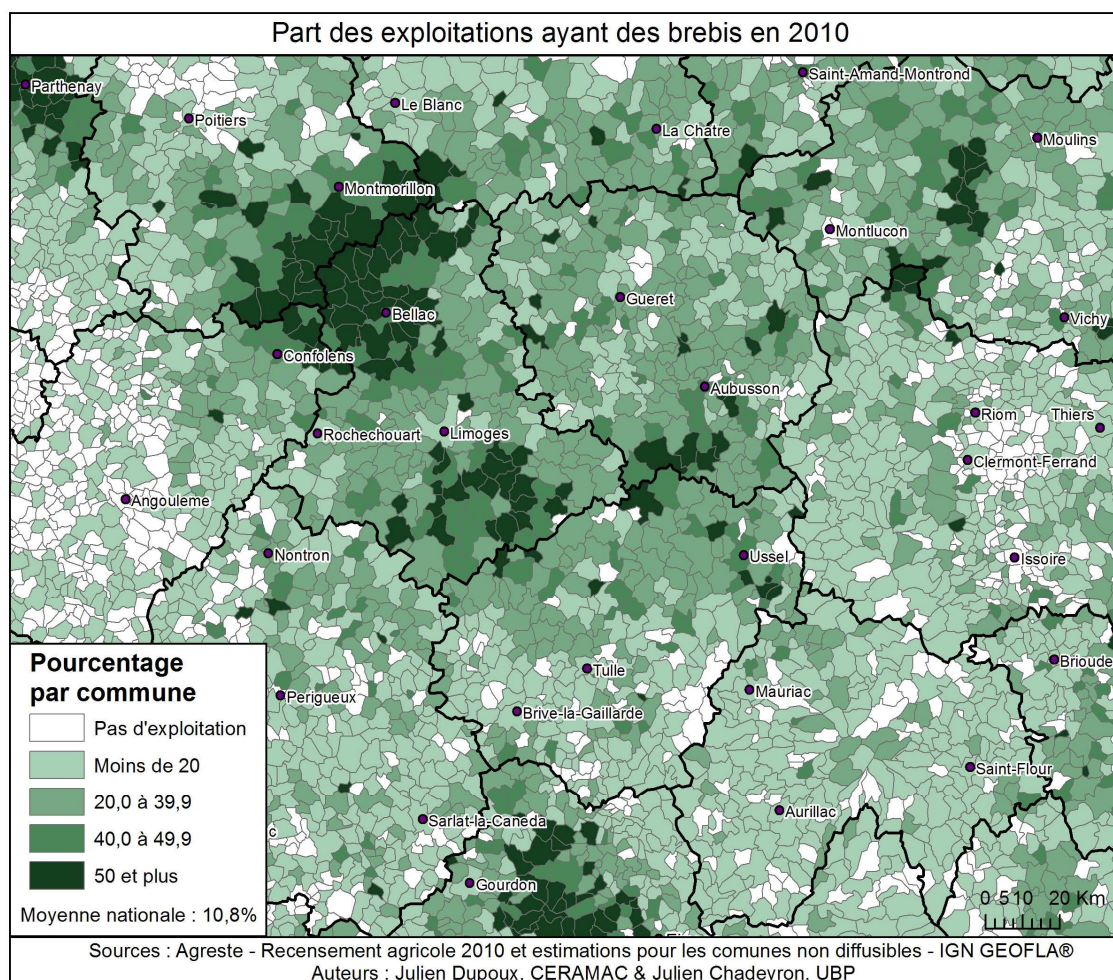 Part des exploitations ayant des brebis en 2010
Parthenay
Poitiers
Le Blanc
Saint-Amand-Montrond
La Chatre
Moulins
Montmorillon
Montlucon
Gueret
Bellac
Vichy
Confolens
Aubusson
Riom
Thiers
Rochechouart
Limoges
Clermont-Ferrand
Angouleme
Nontron
Ussel
Issoire
Tulle
Brioude
Perigueux
Mauriac
Brive-la-Gaillarde
Saint-Flour
Aurillac
Sarlat-la-Caneda
Gourdon
Pourcentage
par commune
Pas d'exploitation
Moins de 20
20,0 à 39,9
40,0 à 49,9
50 et plus
Moyenne nationale : 10,8%
c
0 5 10 20 Km
Sources : Agreste - Recensement agricole 2010 et estimations pour les comunes non diffusibles - IGN GEOFLA®
Auteurs : Julien Dupoux, CERAMAC & Julien Chadeyron, UBP